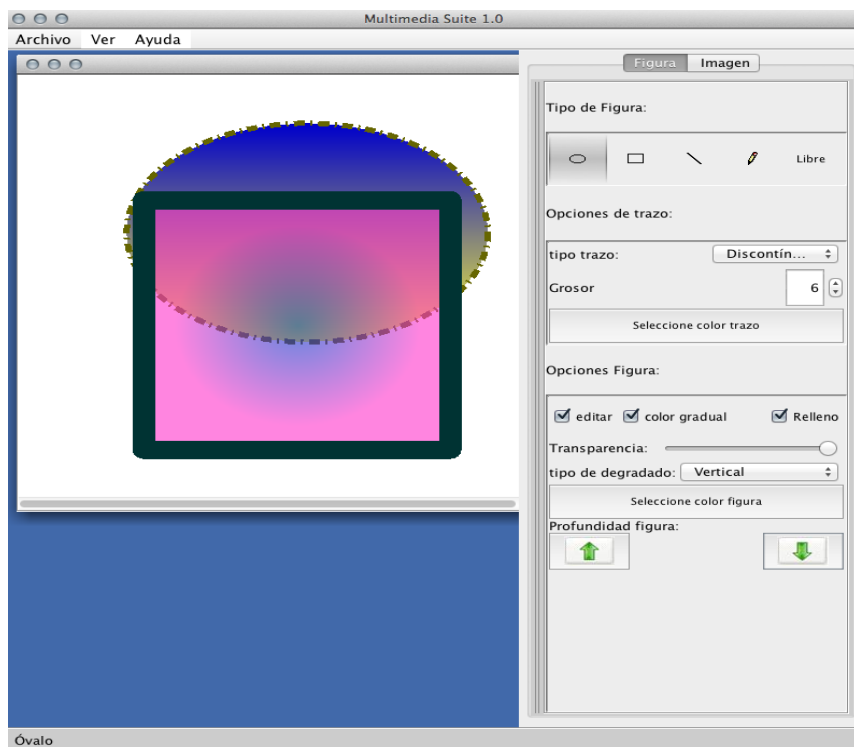 Multimedia Suite 1.0
Archivo Ver Ayuda
Figura Imagen
Tipo de Figura:
Libre
Opciones de trazo:
tipo trazo: Discontín...
Grosor 6
Seleccione color trazo
Opciones Figura:
editar color gradual Relleno
Transparencia:
tipo de degradado: Vertical
Seleccione color figura
Profundidad figura:
Óvalo